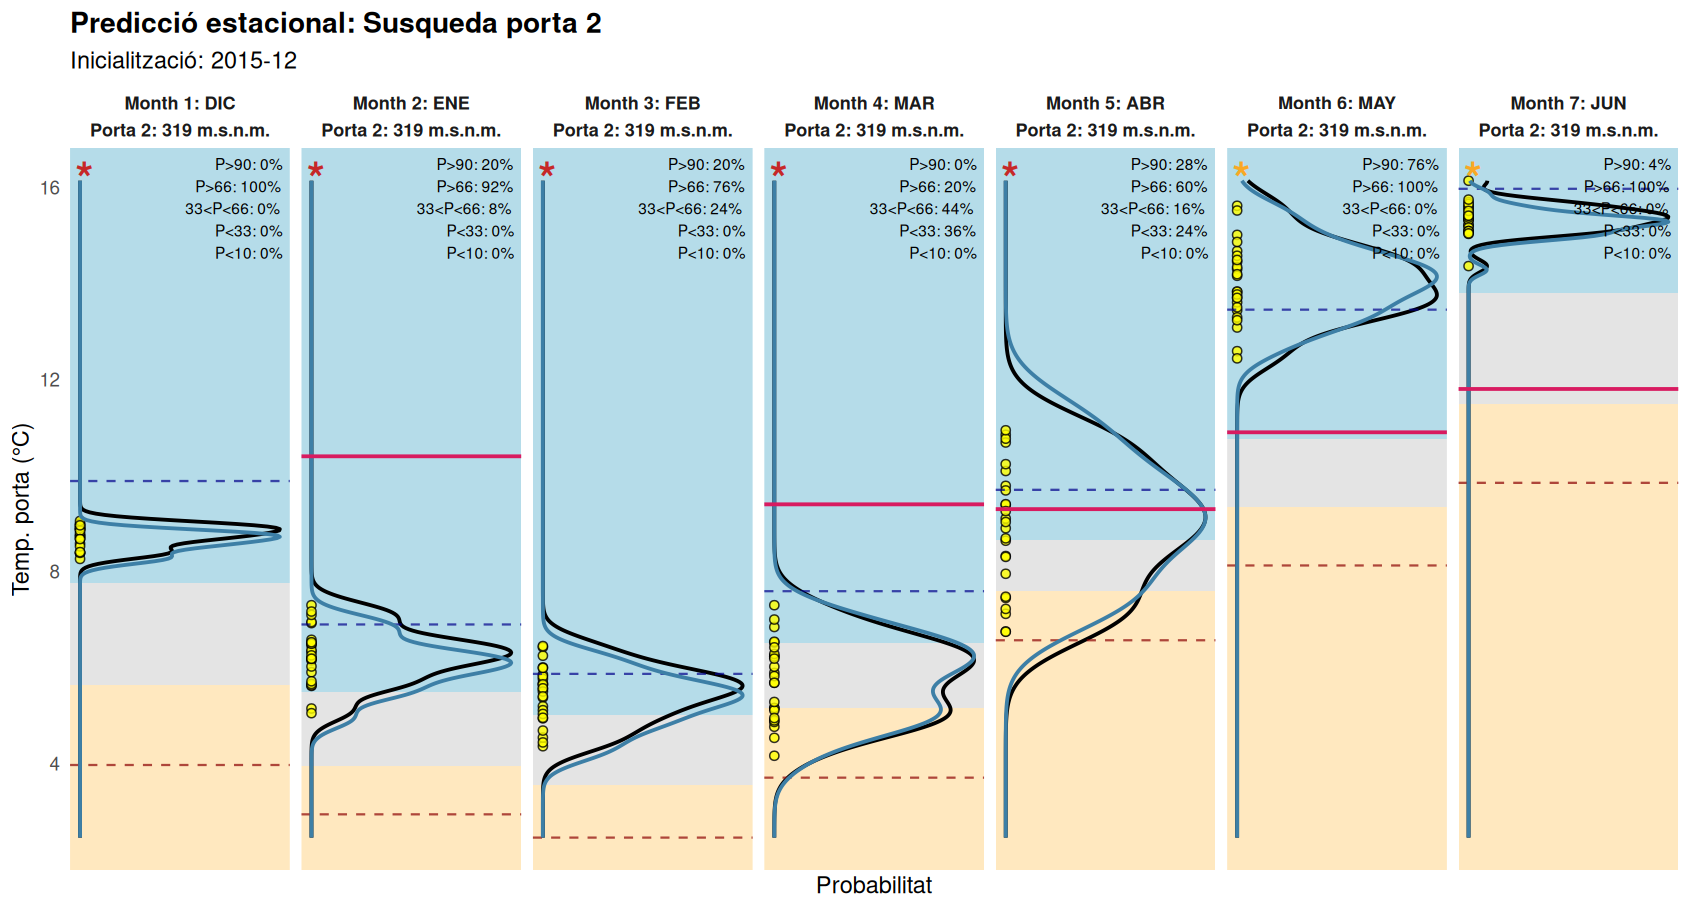 Predicció estacional: Susqueda porta 2
Inicialització: 2015-12
Month 1: DIC
Porta 2: 319 m.s.n.m.
Month 2: ENE
Porta 2: 319 m.s.n.m.
Month 3: FEB
Porta 2: 319 m.s.n.m.
Month 4: MAR
Porta 2: 319 m.s.n.m.
Month 5: ABR
Porta 2: 319 m.s.n.m.
Month 6: MAY
Porta 2: 319 m.s.n.m.
Month 7: JUN
Porta 2: 319 m.s.n.m.
*
P>90: 0%
P>66: 100%
33<P<66: 0%
P<33: 0%
P<10: 0%
*
P>90: 20%
P>66: 92%
33<P<66: 8%
P<33: 0%
P<10: 0%
*
P>90: 20%
P>66: 76%
33<P<66: 24%
P<33: 0%
P<10: 0%
*
P>90: 0%
P>66: 20%
33<P<66: 44%
P<33: 36%
P<10: 0%
*
P>90: 28%
P>66: 60%
33<P<66: 16%
P<33: 24%
P<10: 0%
*
P>90: 76%
P>66: 100%
33<P<66: 0%
P<33: 0%
P<10: 0%
*
P>90: 4%
P>66: 100%
33<P<66: 0%
P<33: 0%
P<10: 0%
16
12
8
4
Temp. porta (°C)
Probabilitat